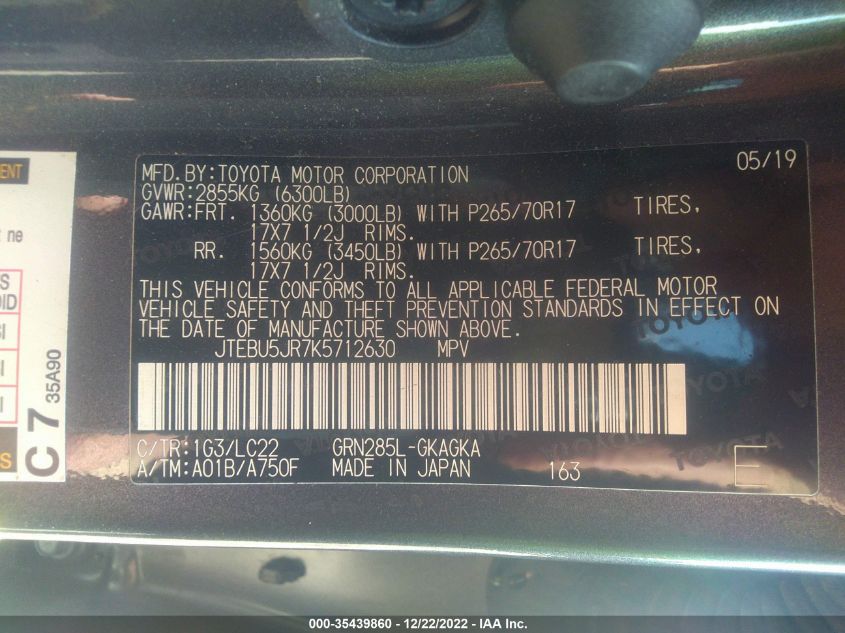 MFD.BY:TOYOTA MOTOR CORPORATION 05/19
GVWR:2855KG (6300LB)
GAWR:FRT. 1360KG (3000LB) WITH P265/70R17 TIRES,
17X7 1/2J RIMS.
RR. 1560KG (3450LB) WITH P265/70R17 TIRES,
17X7 1/2J RIMS.
THIS VEHICLE CONFORMS TO ALL APPLICABLE FEDERAL MOTOR
VEHICLE SAFETY AND THEFT PREVENTION STANDARDS IN EFFECT ON
THE DATE OF MANUFACTURE SHOWN ABOVE.
JTEBU5JR7K5712630 MPV
C/TR:1G3/LC22 GRN285L-GKAGKA
A/TM:A01B/A750F MADE IN JAPAN 163 E
C 7 35A90
000-35439860 - 12/22/2022 - IAA Inc.